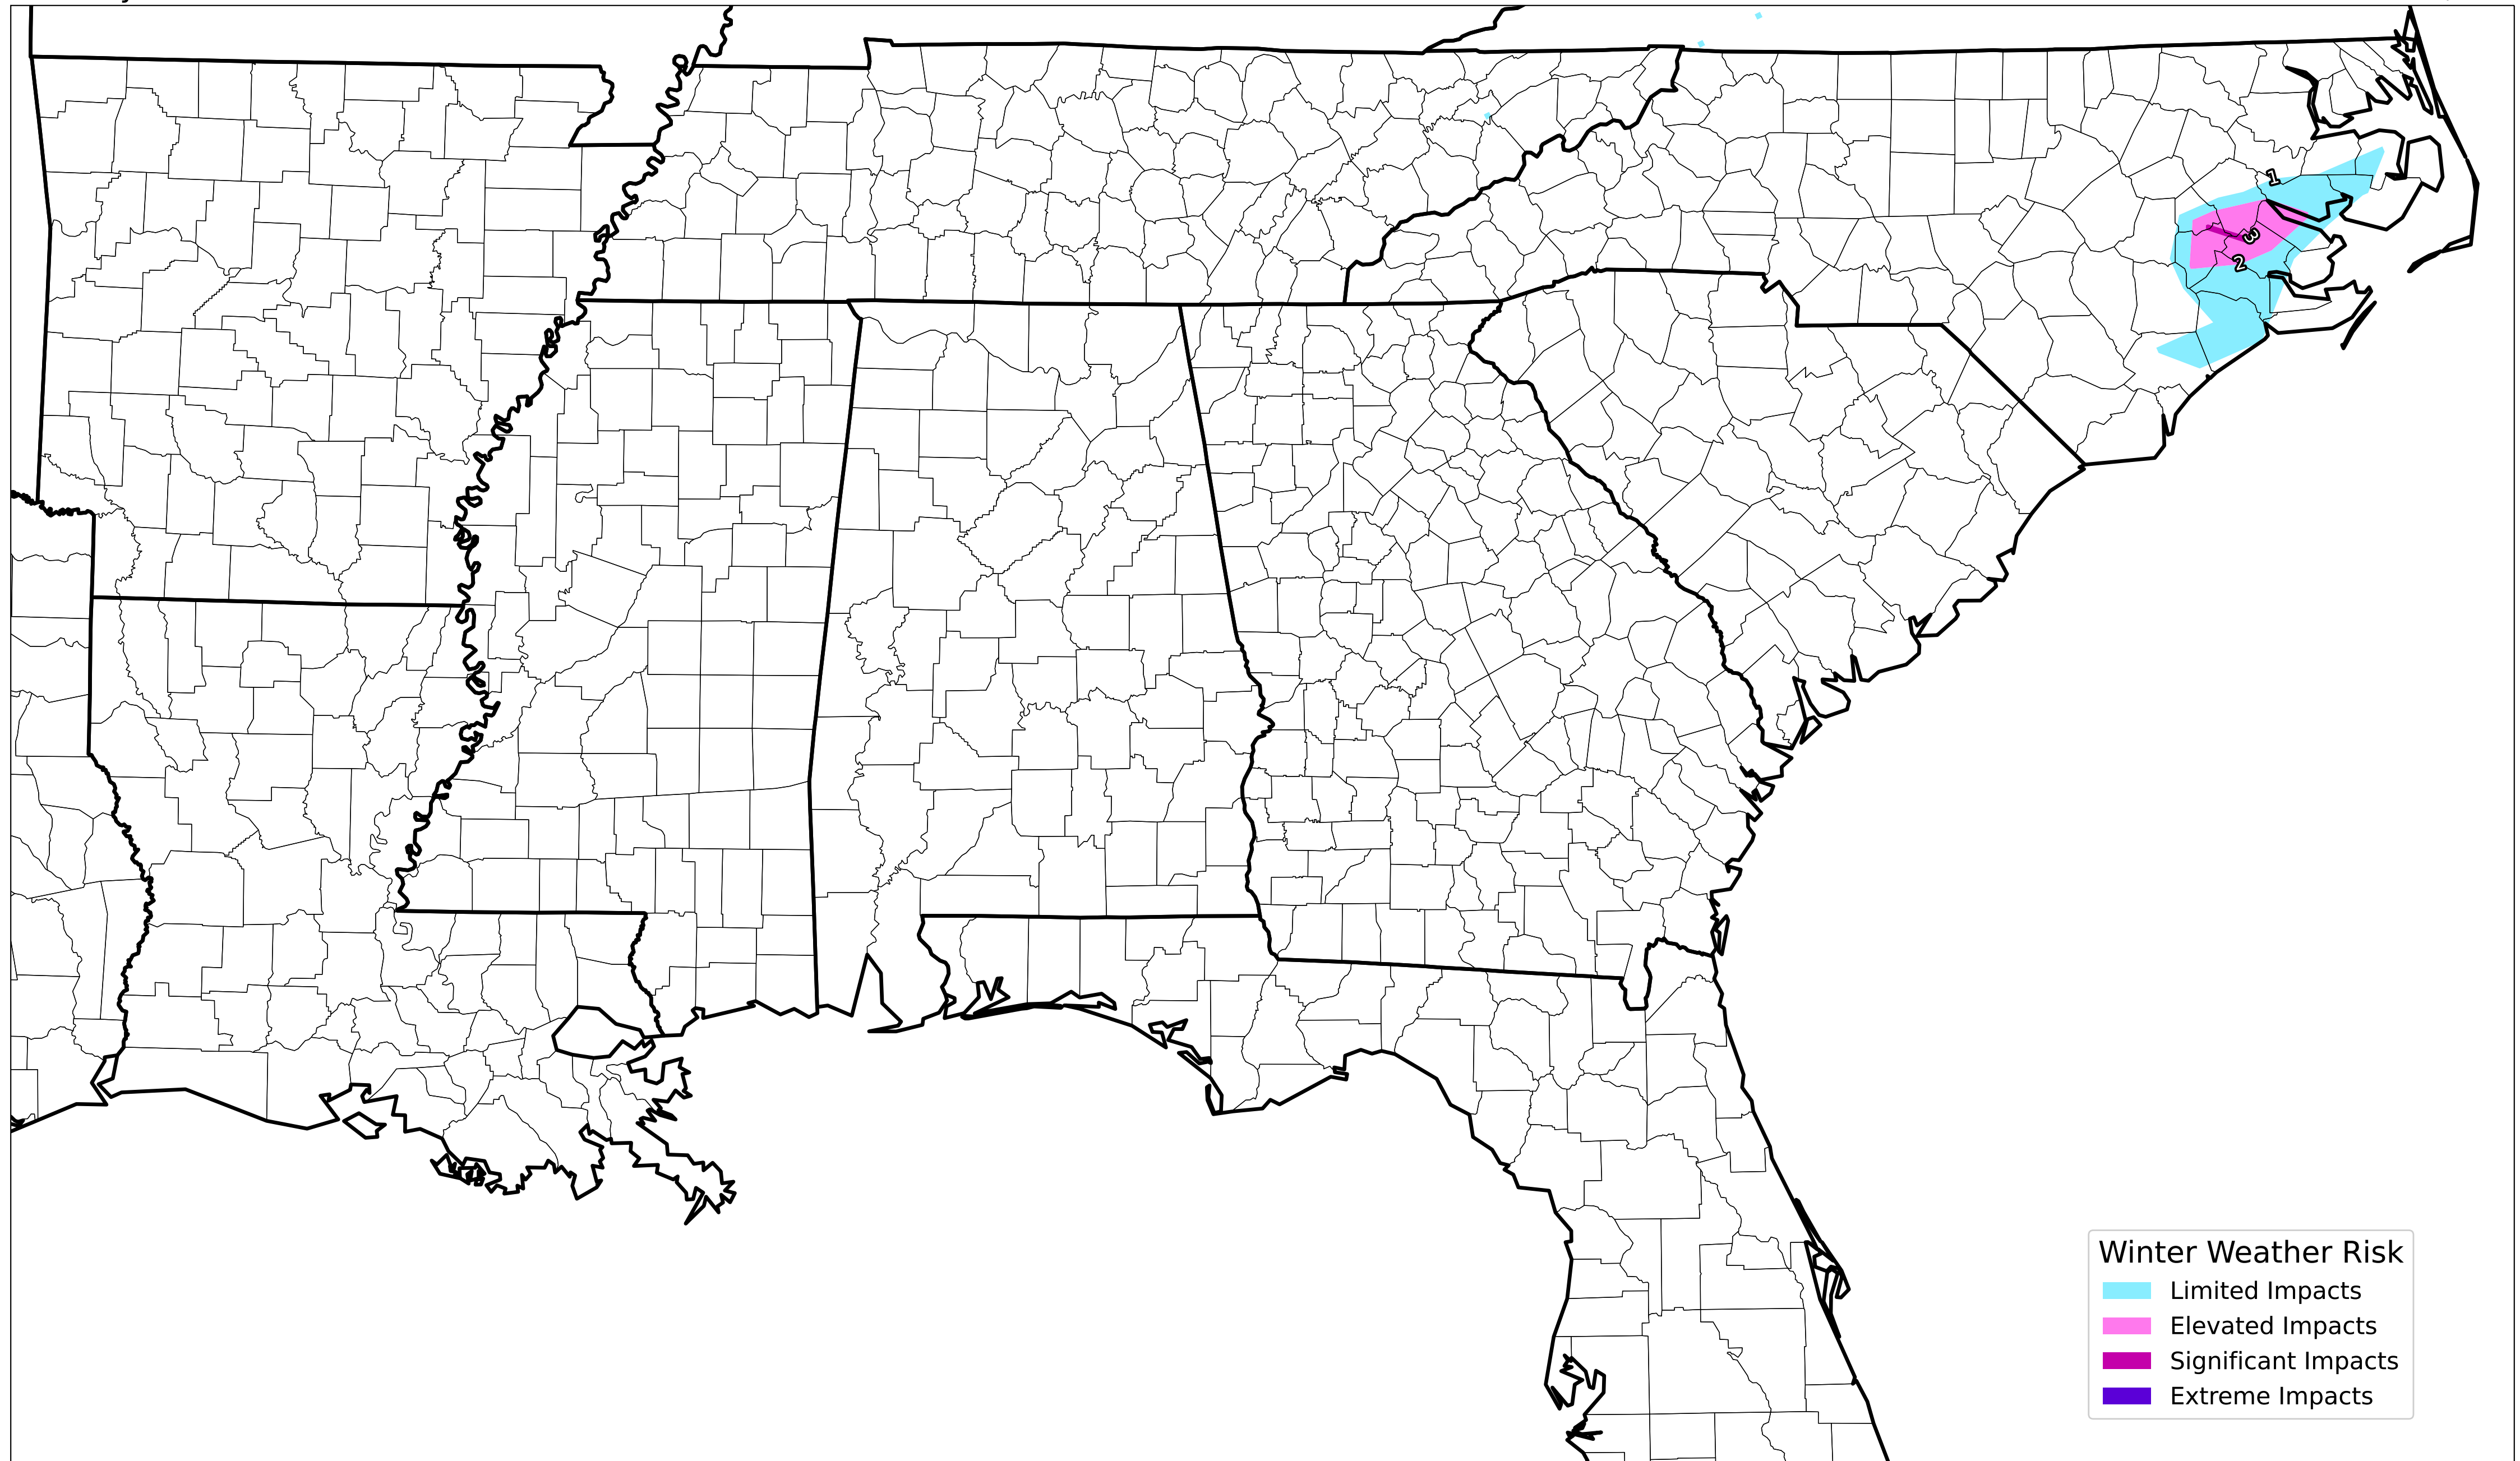 1
3
2
Winter Weather Risk
Limited Impacts
Elevated Impacts
Significant Impacts
Extreme Impacts